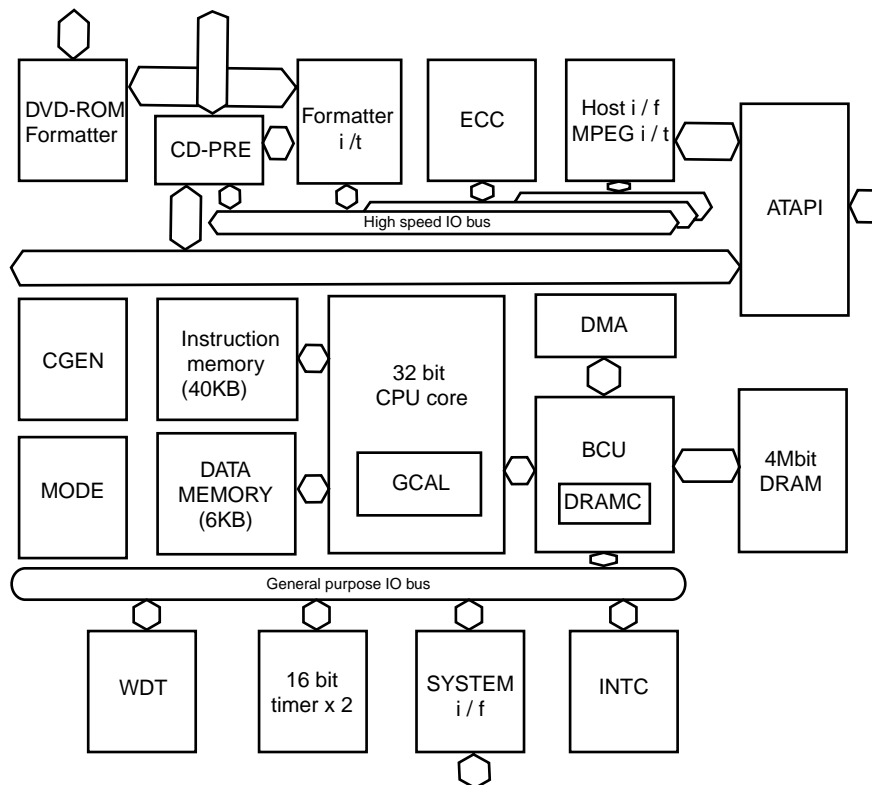 DVD-ROM
Formatter
CD-PRE
Formatter
i /t
ECC
Host i / f
MPEG i / t
ATAPI
High speed IO bus
CGEN
Instruction
memory
(40KB)
32 bit
CPU core
GCAL
DMA
MODE
DATA
MEMORY
(6KB)
BCU
DRAMC
4Mbit
DRAM
General purpose IO bus
WDT
16 bit
timer x 2
SYSTEM
i / f
INTC